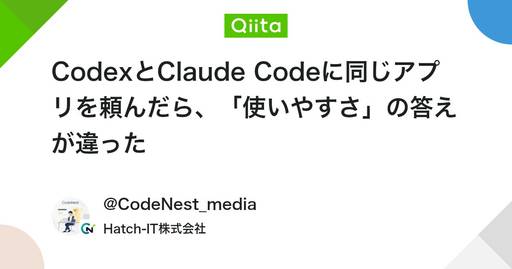 Qiita
CodexとClaude Codeに同じアプ
リを頼んだら、「使いやすさ」の答え
が違った
@CodeNest_media
Hatch-IT株式会社